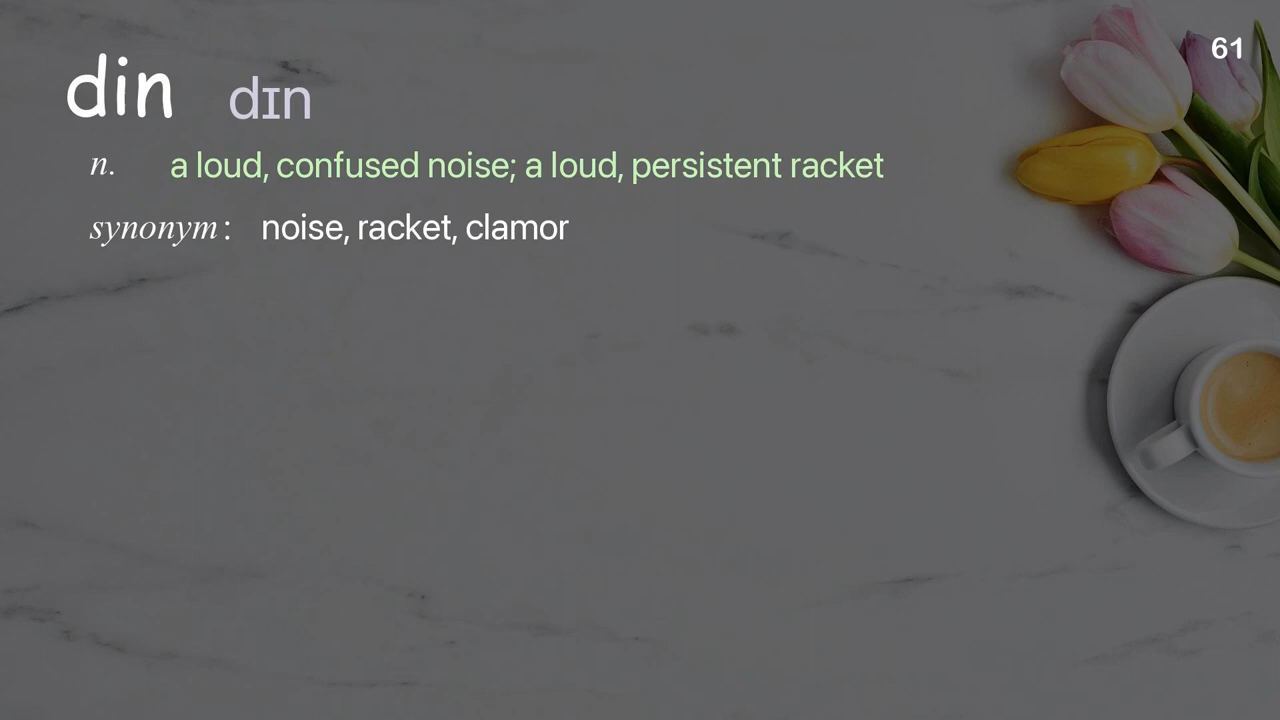 61
din dɪn
n. a loud, confused noise; a loud, persistent racket
synonym : noise, racket, clamor